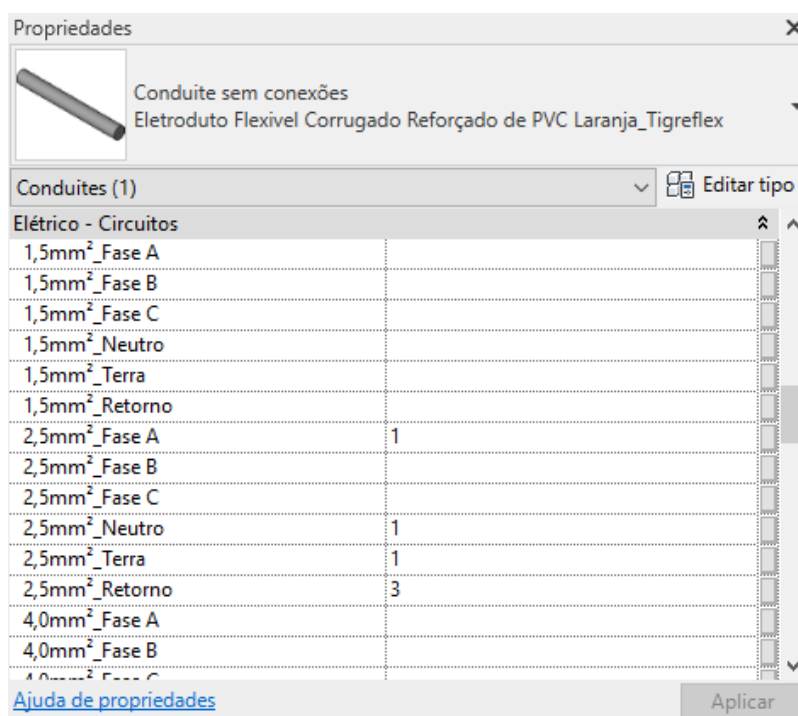 Propriedades
Conduite sem conexões
Eletroduto Flexivel Corrugado Reforçado de PVC Laranja_Tigreflex
Conduites (1)
Editar tipo
Elétrico - Circuitos
1,5mm²_Fase A
1,5mm²_Fase B
1,5mm²_Fase C
1,5mm²_Neutro
1,5mm²_Terra
1,5mm²_Retorno
2,5mm²_Fase A 1
2,5mm²_Fase B
2,5mm²_Fase C
2,5mm²_Neutro 1
2,5mm²_Terra 1
2,5mm²_Retorno 3
4,0mm²_Fase A
4,0mm²_Fase B
Ajuda de propriedades
Aplicar